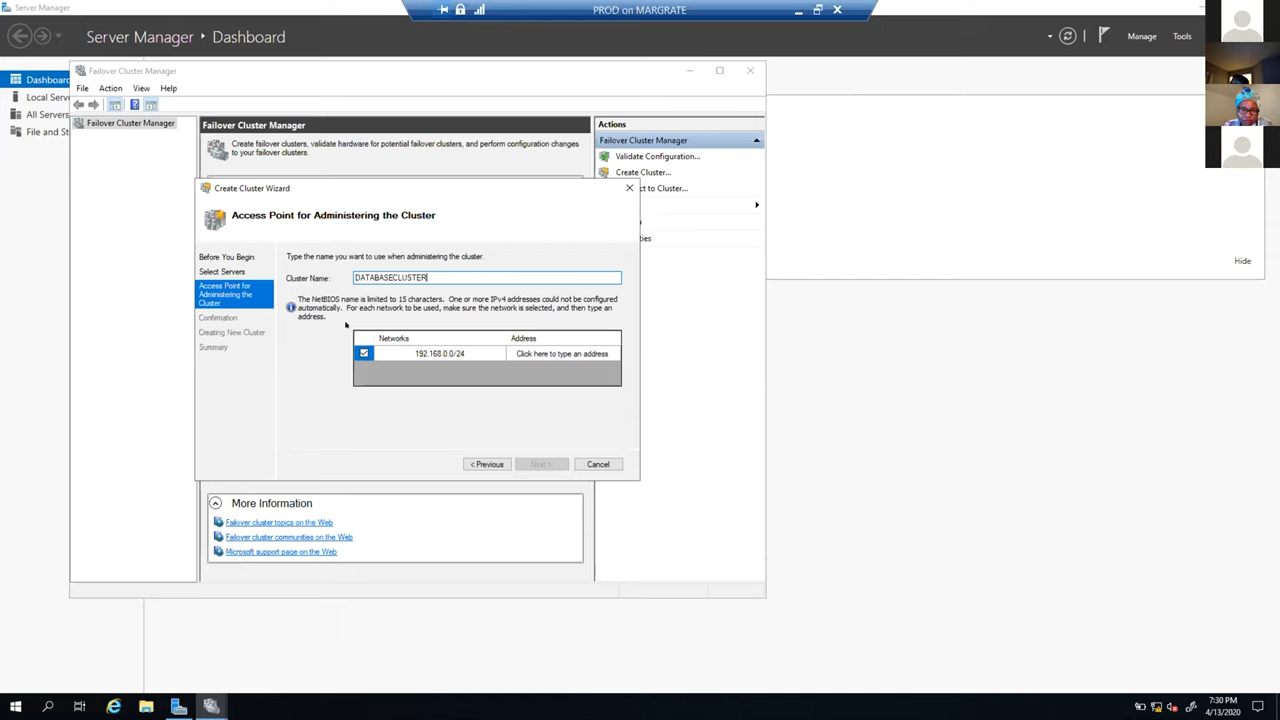 Server Manager
PROD on MARGRATE
Server Manager • Dashboard
Manage
Tools
Dashboard
Local Serve
All Servers
File and St
Failover Cluster Manager
File
Action
View
Help
Failover Cluster Manager
Failover Cluster Manager
Create failover clusters, validate hardware for potential failover clusters, and perform configuration changes
to your failover clusters.
Actions
Failover Cluster Manager
Validate Configuration...
Create Cluster...
ct to Cluster...
ties
Hide
Create Cluster Wizard
Access Point for Administering the Cluster
Before You Begin
Select Servers
Access Point for
Administering the
Cluster
Confirmation
Creating New Cluster
Summary
Type the name you want to use when administering the cluster.
Cluster Name:
DATABASECLUSTER
The NetBIOS name is limited to 15 characters. One or more IPv4 addresses could not be configured
automatically. For each network to be used, make sure the network is selected, and then type an
address.
Networks
Address
192.168.0.0/24
Click here to type an address
< Previous
Next >
Cancel
More Information
Failover cluster topics on the Web
Failover cluster communities on the Web
Microsoft support page on the Web
7:30 PM
4/13/2020